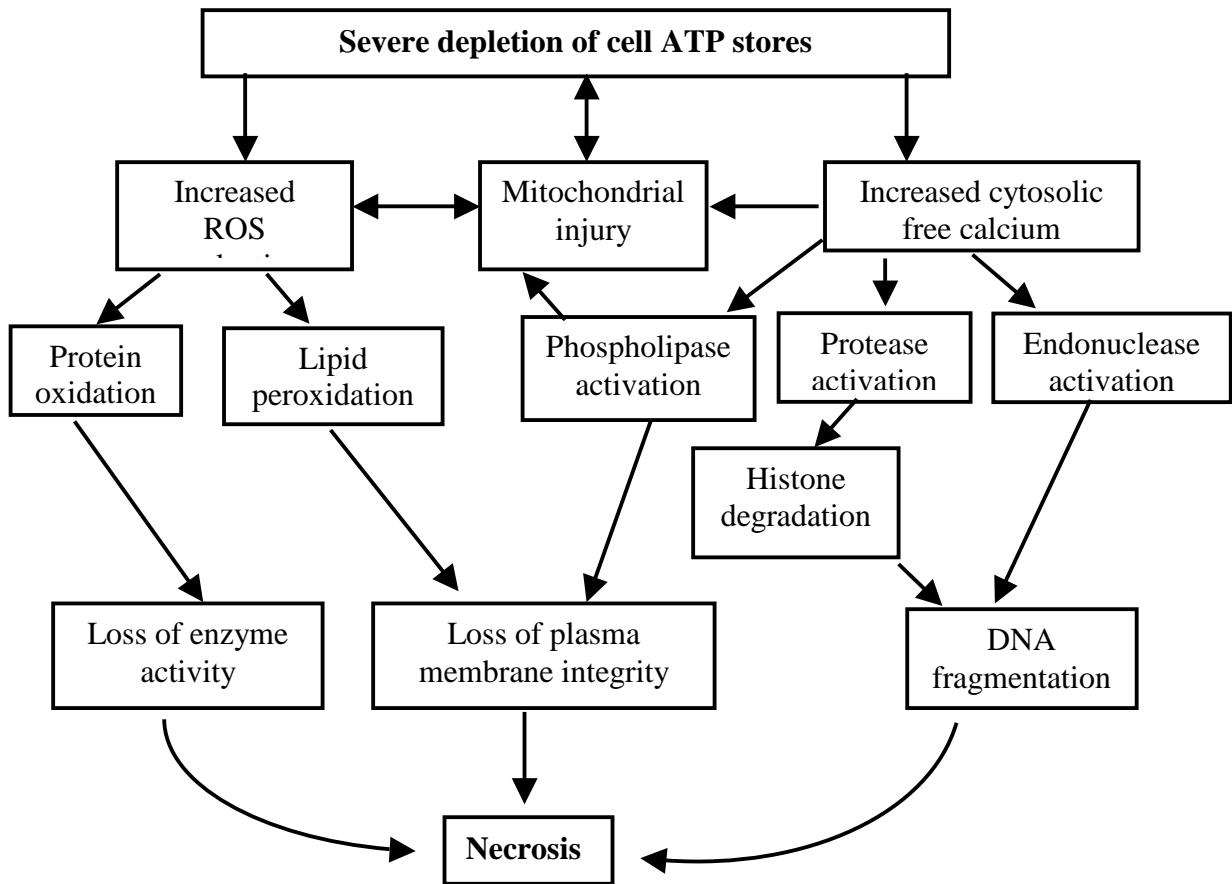 Severe depletion of cell ATP stores
Increased
ROS
Mitochondrial
injury
Increased cytosolic
free calcium
Protein
oxidation
Lipid
peroxidation
Phospholipase
activation
Protease
activation
Endonuclease
activation
Histone
degradation
Loss of enzyme
activity
Loss of plasma
membrane integrity
DNA
fragmentation
Necrosis